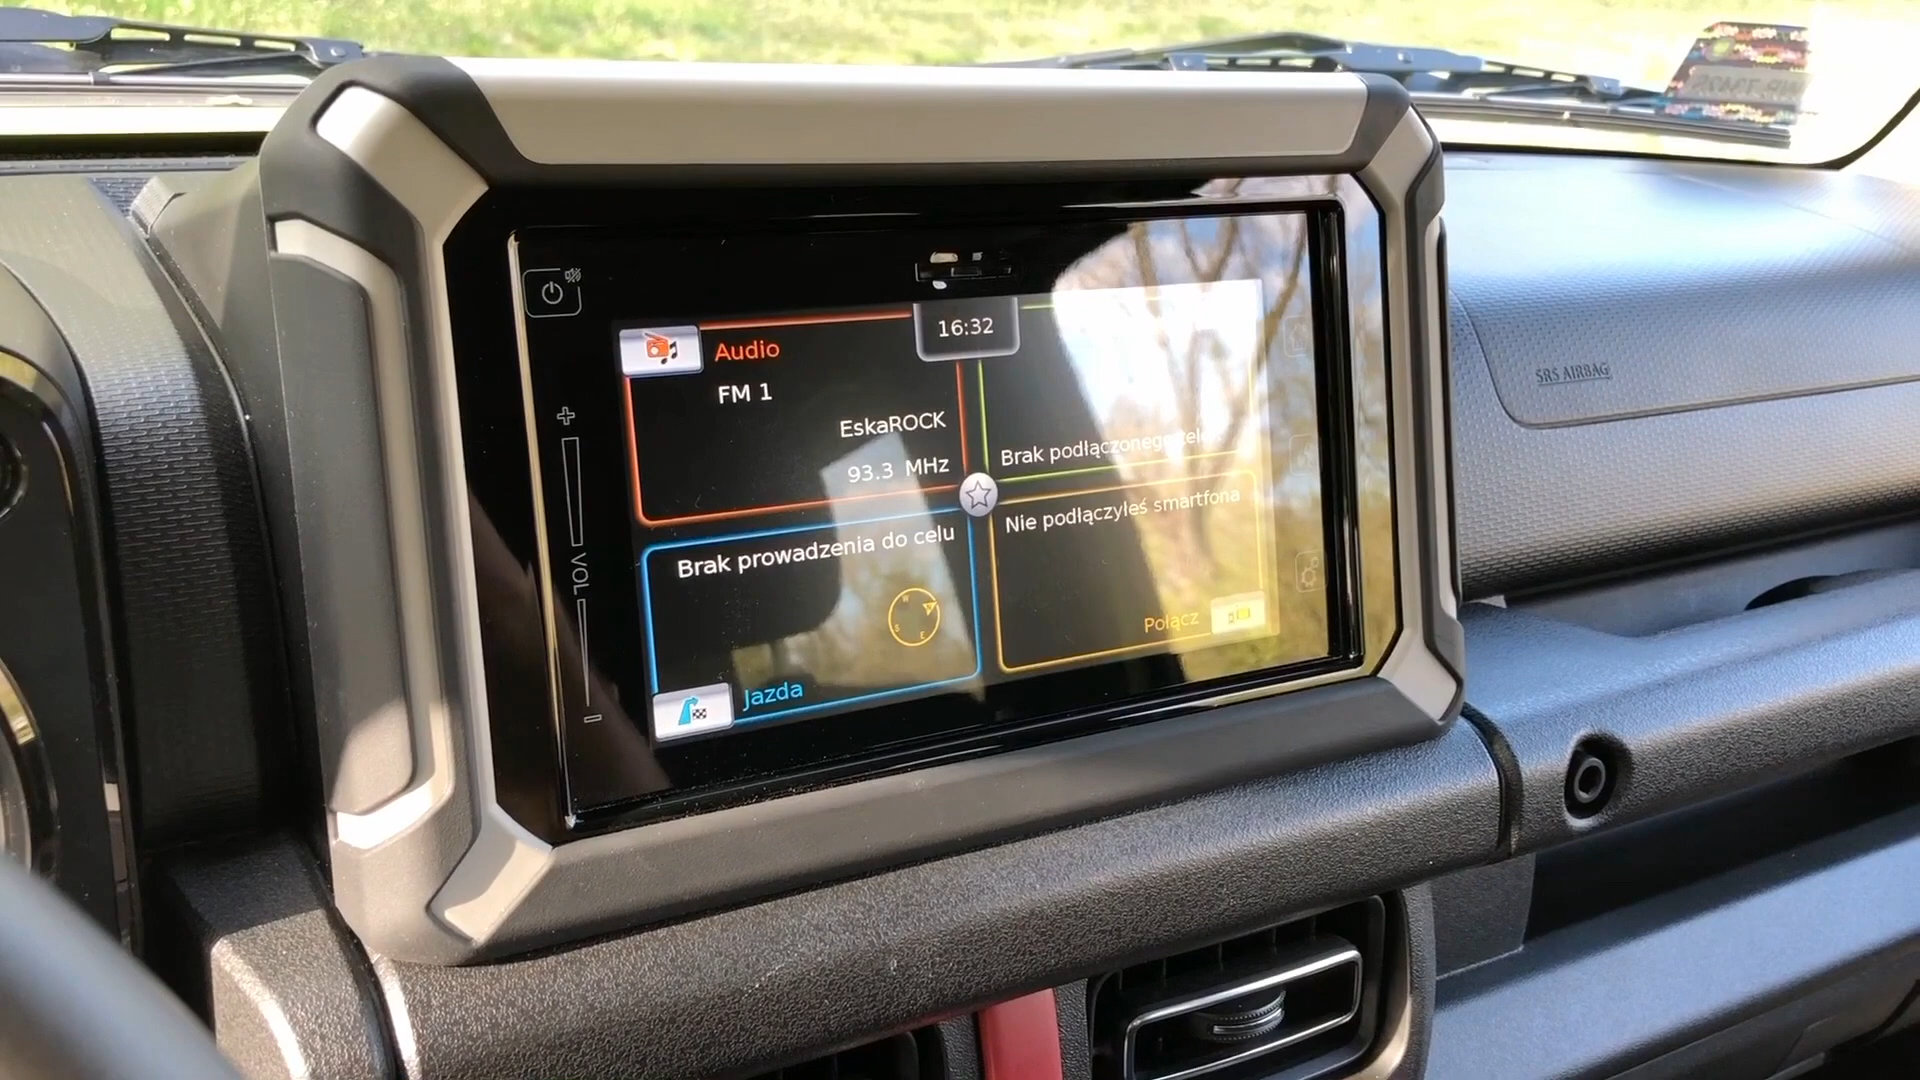 16:32
Audio
FM 1
EskaROCK
93.3 MHz
Brak podłączonego
Brak prowadzenia do celu
Nie podłączyłeś smartfona
Połącz
Jazda
VOL
SRS AIRBAG